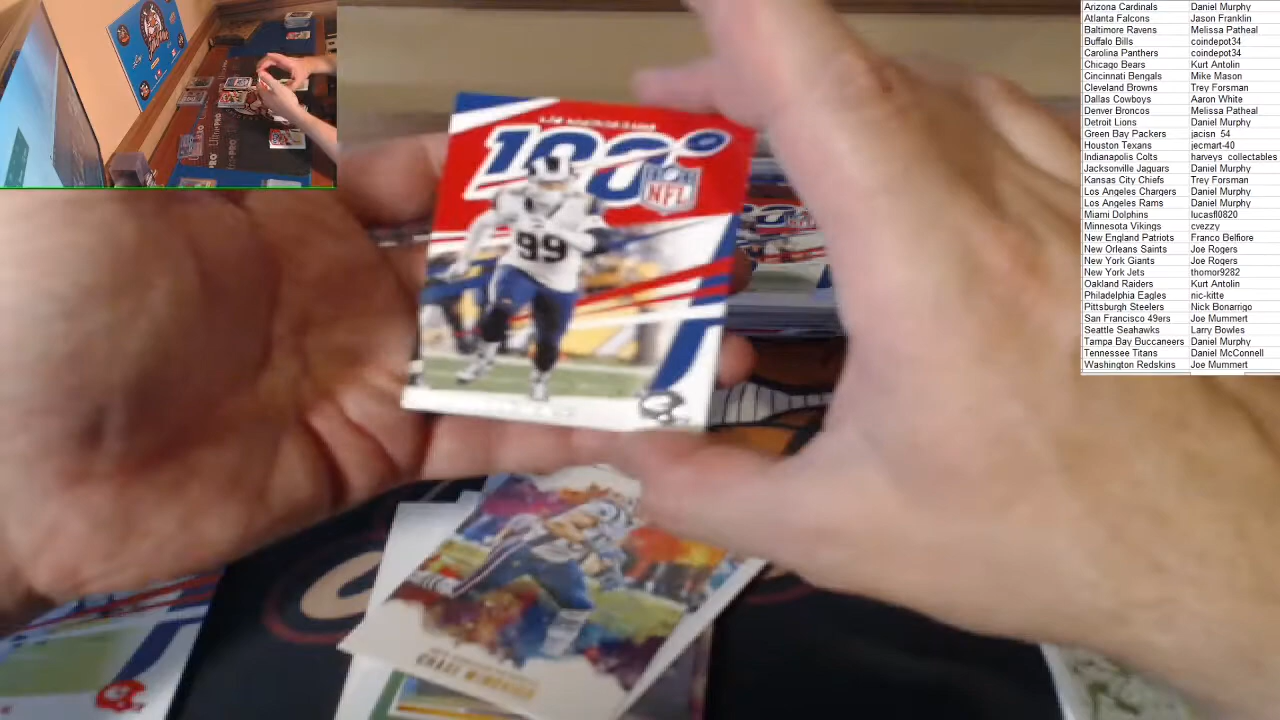 Arizona Cardinals Daniel Murphy
Atlanta Falcons Jason Franklin
Baltimore Ravens Melissa Patheal
Buffalo Bills coindepot34
Carolina Panthers coindepot34
Chicago Bears Kurt Antolin
Cincinnati Bengals Mike Mason
Cleveland Browns Trey Forsman
Dallas Cowboys Aaron White
Denver Broncos Melissa Patheal
Detroit Lions Daniel Murphy
Green Bay Packers jacisn_54
Houston Texans jecmart-40
Indianapolis Colts harveys_collectables
Jacksonville Jaguars Daniel Murphy
Kansas City Chiefs Trey Forsman
Los Angeles Chargers Daniel Murphy
Los Angeles Rams Daniel Murphy
Miami Dolphins lucasfl0820
Minnesota Vikings cvezzy
New England Patriots Franco Belfiore
New Orleans Saints Joe Rogers
New York Giants Joe Rogers
New York Jets thomor9282
Oakland Raiders Kurt Antolin
Philadelphia Eagles nic-kitte
Pittsburgh Steelers Nick Bonarrigo
San Francisco 49ers Joe Mummert
Seattle Seahawks Larry Bowles
Tampa Bay Buccaneers Daniel Murphy
Tennessee Titans Daniel McConnell
Washington Redskins Joe Mummert
100
NFL
99
CHASE WINOVICH